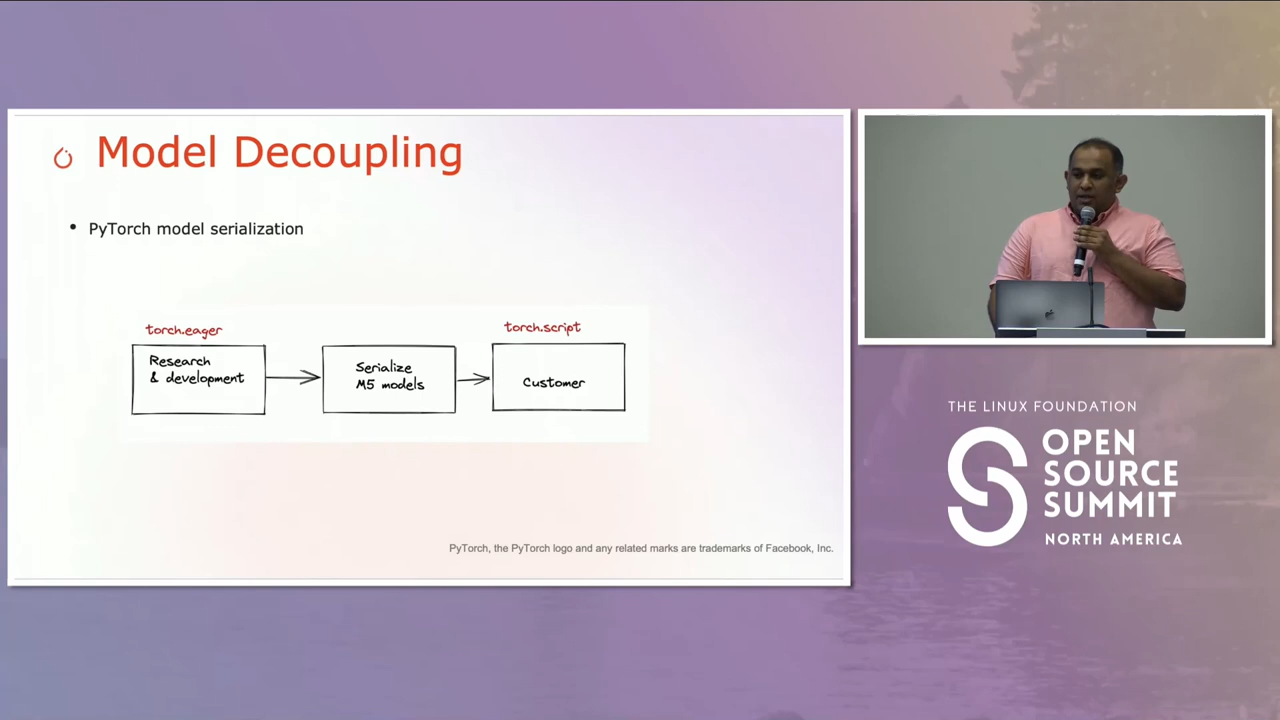 Model Decoupling
• PyTorch model serialization
torch.eager
torch.script
Research
& development
Serialize
M5 models
Customer
PyTorch, the PyTorch logo and any related marks are trademarks of Facebook, Inc.
THE LINUX FOUNDATION
OPEN
SOURCE
SUMMIT
NORTH AMERICA